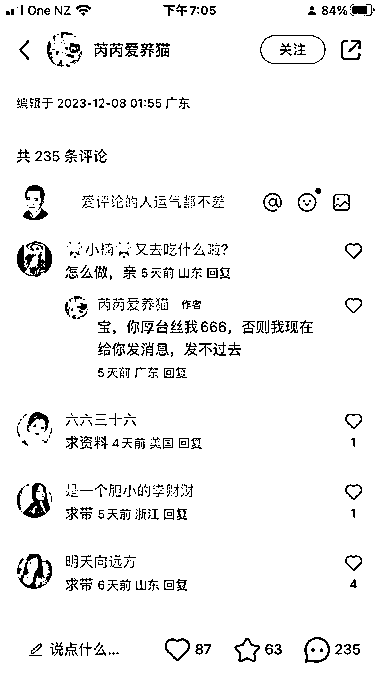 One NZ 下午7:05 84%
芮芮爱养猫 关注
编辑于 2023-12-08 01:55 广东
共 235 条评论
爱评论的人运气都不差
小楠 又去吃什么啦?
怎么做，亲 5天前 山东 回复
芮芮爱养猫 作者
宝，你厚台丝我666，否则我现在
给你发消息，发不过去
5天前 广东 回复
六六三十六
求资料 4天前 美国 回复
1
是一个胆小的李财财
求带 5天前 浙江 回复
1
明天向远方
求带 6天前 山东 回复
4
说点什么... 87 63 235